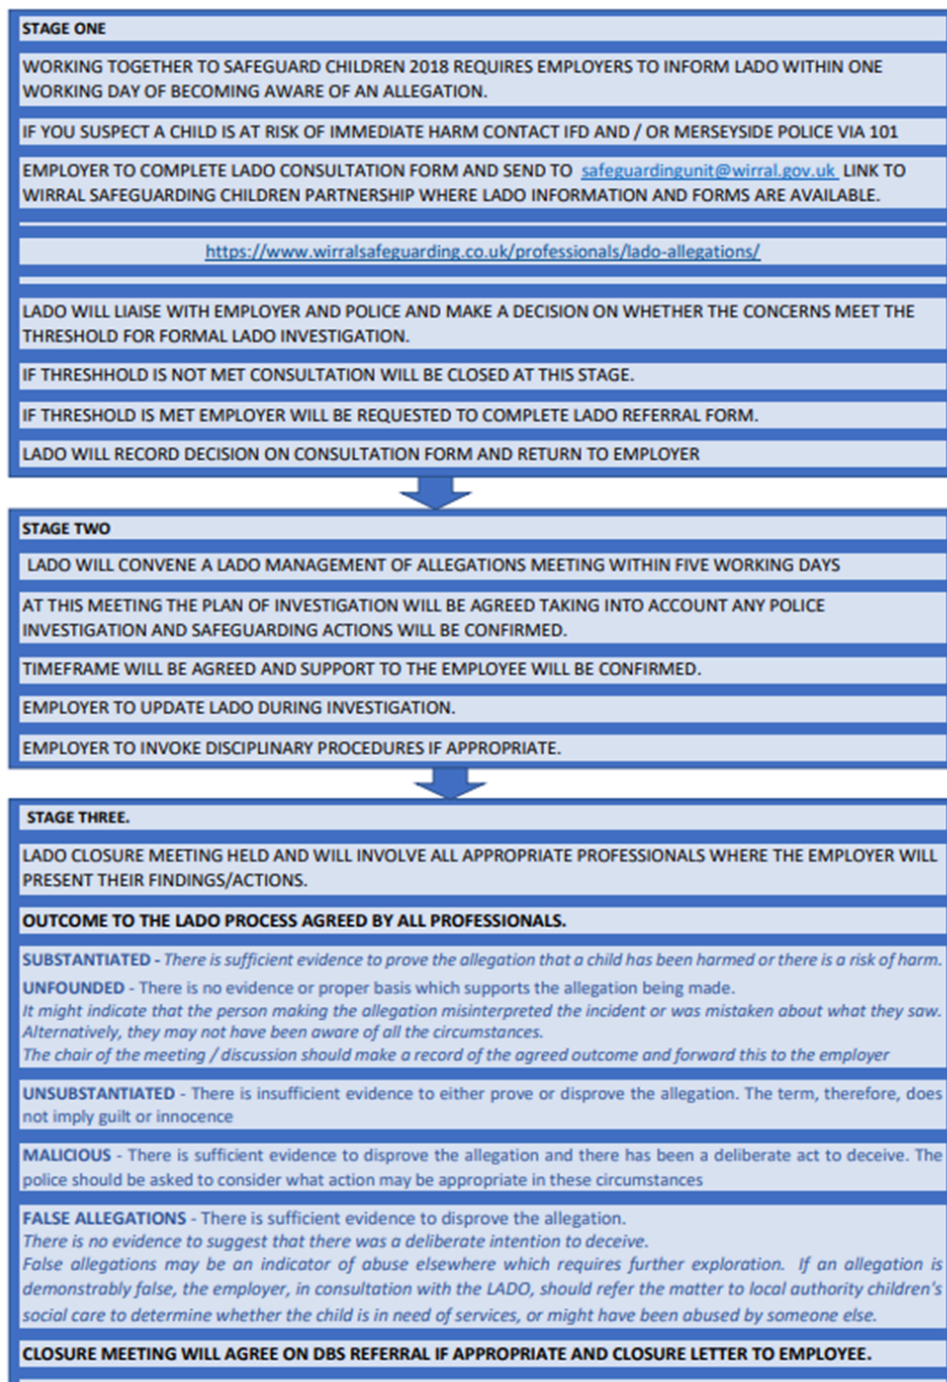 STAGE ONE
WORKING TOGETHER TO SAFEGUARD CHILDREN 2018 REQUIRES EMPLOYERS TO INFORM LADO WITHIN ONE
WORKING DAY OF BECOMING AWARE OF AN ALLEGATION.
IF YOU SUSPECT A CHILD IS AT RISK OF IMMEDIATE HARM CONTACT IFD AND / OR MERSEYSIDE POLICE VIA 101
EMPLOYER TO COMPLETE LADO CONSULTATION FORM AND SEND TO safeguardingunit@wirral.gov.uk LINK TO
WIRRAL SAFEGUARDING CHILDREN PARTNERSHIP WHERE LADO INFORMATION AND FORMS ARE AVAILABLE.
https://www.wirralsafeguarding.co.uk/professionals/lado-allegations/
LADO WILL LIAISE WITH EMPLOYER AND POLICE AND MAKE A DECISION ON WHETHER THE CONCERNS MEET THE
THRESHOLD FOR FORMAL LADO INVESTIGATION.
IF THRESHHOLD IS NOT MET CONSULTATION WILL BE CLOSED AT THIS STAGE.
IF THRESHOLD IS MET EMPLOYER WILL BE REQUESTED TO COMPLETE LADO REFERRAL FORM.
LADO WILL RECORD DECISION ON CONSULTATION FORM AND RETURN TO EMPLOYER
STAGE TWO
LADO WILL CONVENE A LADO MANAGEMENT OF ALLEGATIONS MEETING WITHIN FIVE WORKING DAYS
AT THIS MEETING THE PLAN OF INVESTIGATION WILL BE AGREED TAKING INTO ACCOUNT ANY POLICE
INVESTIGATION AND SAFEGUARDING ACTIONS WILL BE CONFIRMED.
TIMEFRAME WILL BE AGREED AND SUPPORT TO THE EMPLOYEE WILL BE CONFIRMED.
EMPLOYER TO UPDATE LADO DURING INVESTIGATION.
EMPLOYER TO INVOKE DISCIPLINARY PROCEDURES IF APPROPRIATE.
STAGE THREE.
LADO CLOSURE MEETING HELD AND WILL INVOLVE ALL APPROPRIATE PROFESSIONALS WHERE THE EMPLOYER WILL
PRESENT THEIR FINDINGS/ACTIONS.
OUTCOME TO THE LADO PROCESS AGREED BY ALL PROFESSIONALS.
SUBSTANTIATED - There is sufficient evidence to prove the allegation that a child has been harmed or there is a risk of harm.
UNFOUNDED - There is no evidence or proper basis which supports the allegation being made.
It might indicate that the person making the allegation misinterpreted the incident or was mistaken about what they saw.
Alternatively, they may not have been aware of all the circumstances.
The chair of the meeting / discussion should make a record of the agreed outcome and forward this to the employer
UNSUBSTANTIATED - There is insufficient evidence to either prove or disprove the allegation. The term, therefore, does
not imply guilt or innocence
MALICIOUS - There is sufficient evidence to disprove the allegation and there has been a deliberate act to deceive. The
police should be asked to consider what action may be appropriate in these circumstances
FALSE ALLEGATIONS - There is sufficient evidence to disprove the allegation.
There is no evidence to suggest that there was a deliberate intention to deceive.
False allegations may be an indicator of abuse elsewhere which requires further exploration. If an allegation is
demonstrably false, the employer, in consultation with the LADO, should refer the matter to local authority children's
social care to determine whether the child is in need of services, or might have been abused by someone else.
CLOSURE MEETING WILL AGREE ON DBS REFERRAL IF APPROPRIATE AND CLOSURE LETTER TO EMPLOYEE.